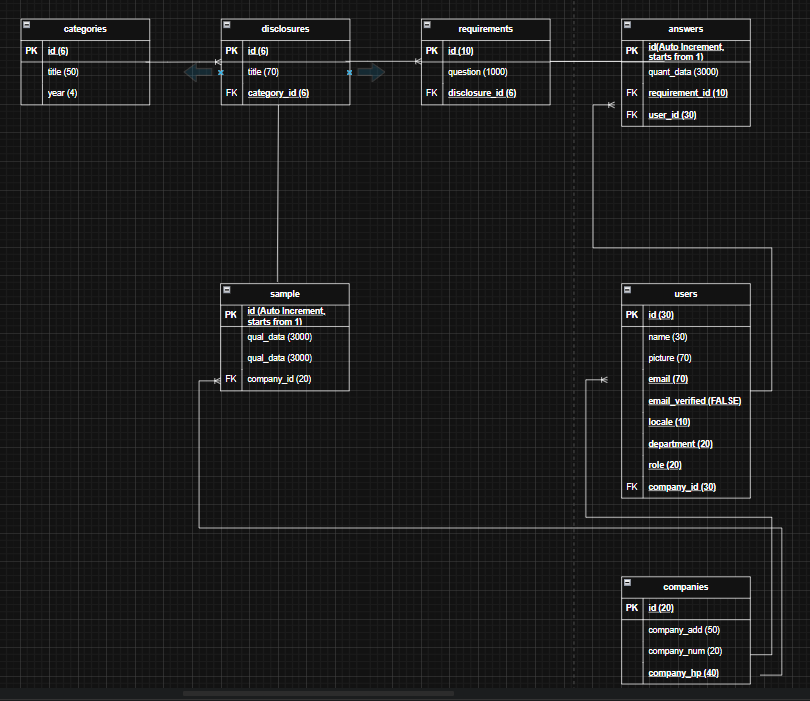 categories
PK id (6)
title (50)
year (4)
disclosures
PK id (6)
title (70)
FK category_id (6)
requirements
PK id (10)
question (1000)
FK disclosure_id (6)
answers
PK id(Auto Increment,
starts from 1)
quant_data (3000)
FK requirement_id (10)
FK user_id (30)
sample
PK id (Auto Increment,
starts from 1)
qual_data (3000)
qual_data (3000)
FK company_id (20)
users
PK id (30)
name (30)
picture (70)
email (70)
email_verified (FALSE)
locale (10)
department (20)
role (20)
FK company_id (30)
companies
PK id (20)
company_add (50)
company_num (20)
company_hp (40)